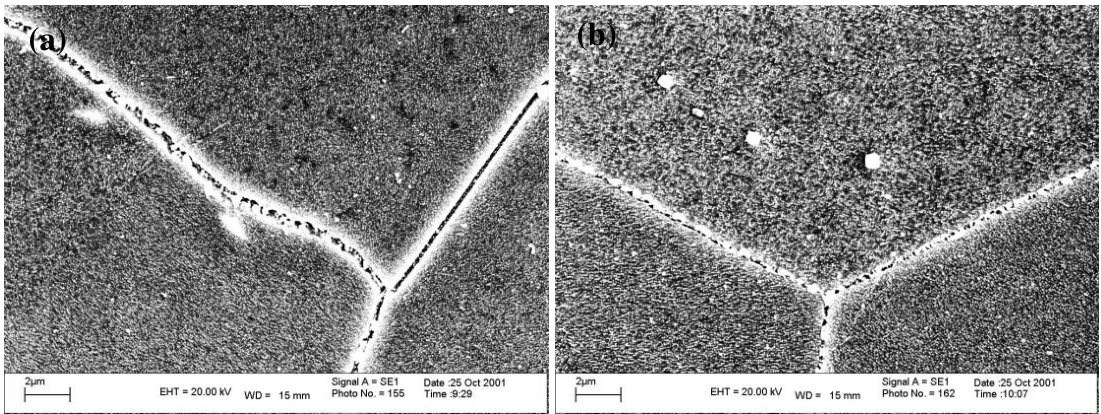 (a)
2µm
EHT = 20.00 kV
WD = 15 mm
Signal A = SE1
Photo No. = 155
Date :25 Oct 2001
Time :9:29
(b)
2µm
EHT = 20.00 kV
WD = 15 mm
Signal A = SE1
Photo No. = 162
Date :25 Oct 2001
Time :10:07